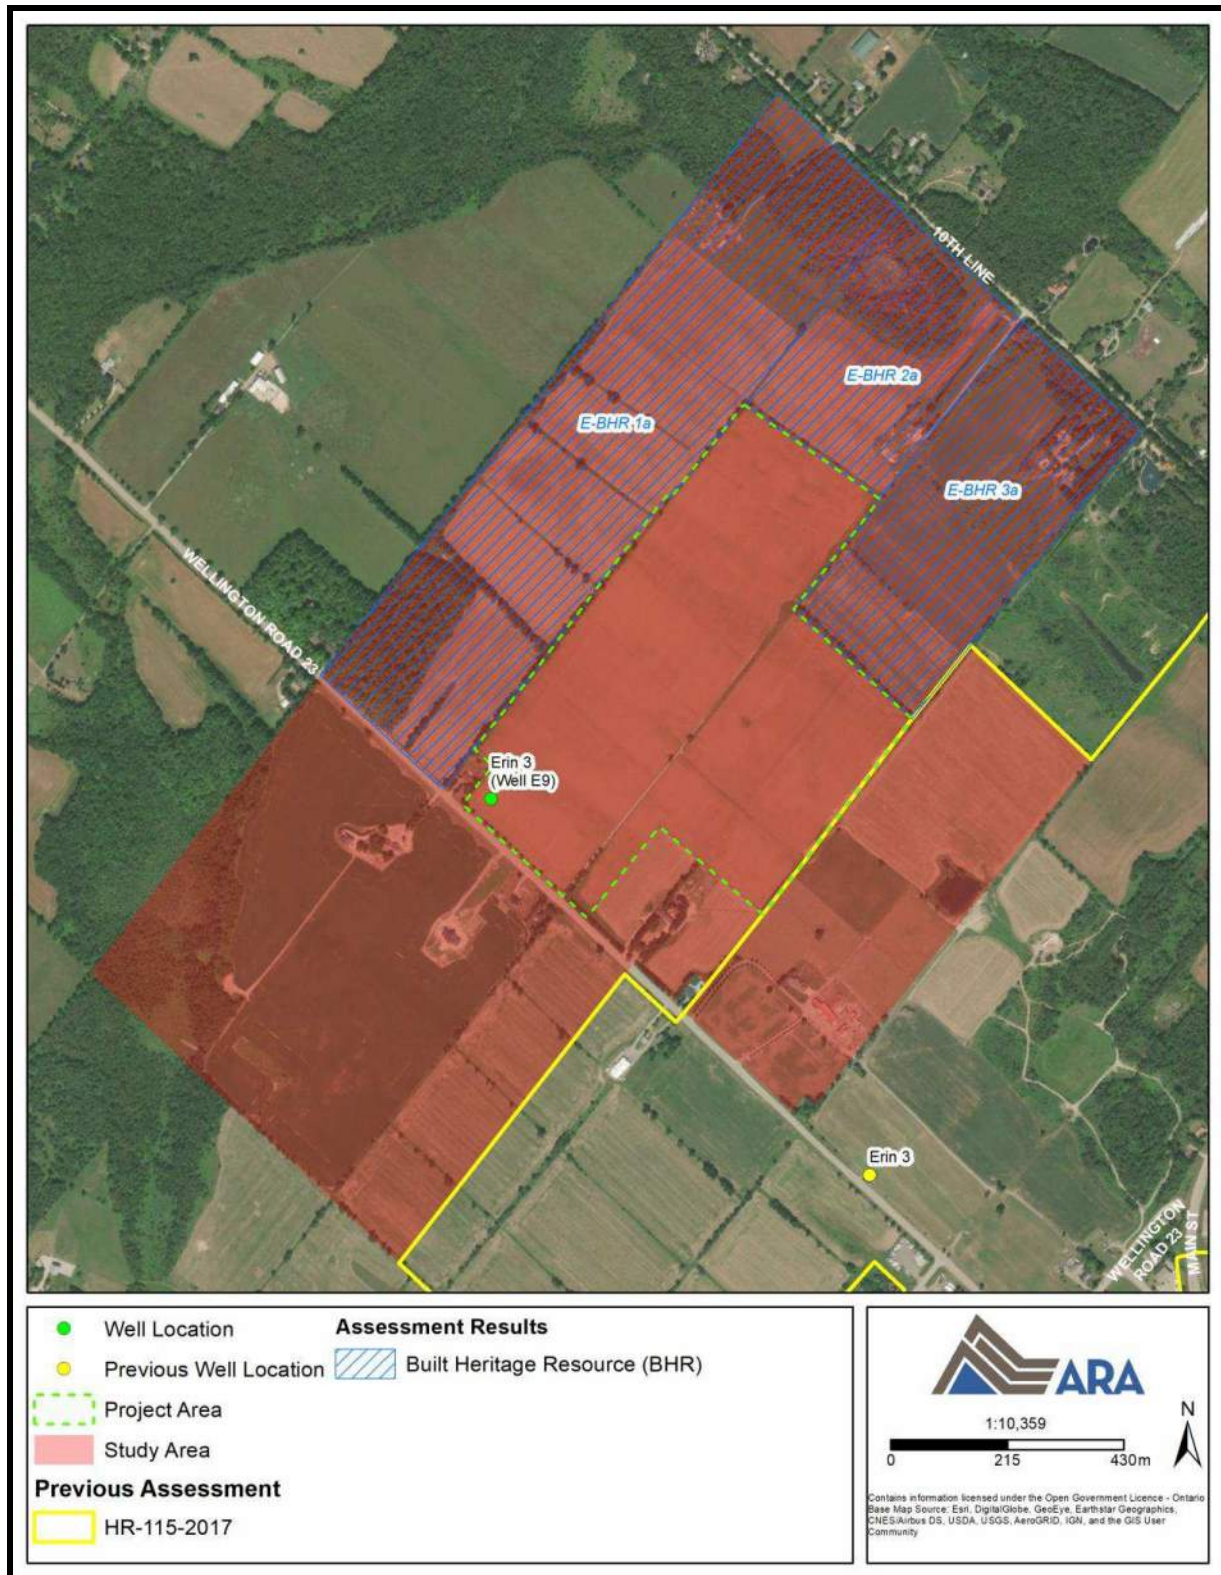 10TH LINE
E-BHR 2a
E-BHR 1a
E-BHR 3a
WELLINGTON ROAD 23
Erin 3
(Well E9)
Erin 3
WELLINGTON
ROAD 23
MAIN ST
Well Location
Previous Well Location
Project Area
Study Area
Previous Assessment
HR-115-2017
Assessment Results
Built Heritage Resource (BHR)
ARA
1:10,359
N
0 215 430m
Contains information licensed under the Open Government Licence - Ontario
Base Map Source: Esri, DigitalGlobe, GeoEye, Earthstar Geographics,
CNES/Airbus DS, USDA, USGS, AeroGRID, IGN, and the GIS User
Community